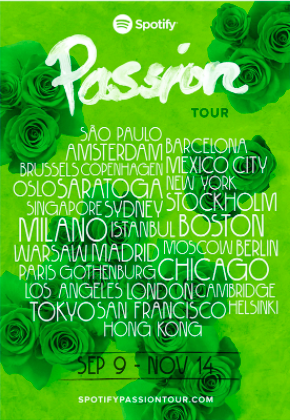 Spotify
Passion
TOUR
SÃO PAULO
AMSTERDAM BARCELONA
BRUSSELS COPENHAGEN MEXICO CITY
OSLO SARATOGA NEW YORK
SINGAPORE SYDNEY STOCKHOLM
MILANO ISTANBUL BOSTON
WARSAW MADRID MOSCOW BERLIN
PARIS GOTHENBURG CHICAGO
LOS ANGELES LONDON CAMBRIDGE
TOKYO SAN FRANCISCO HELSINKI
HONG KONG
SEP 9 - NOV 14
SPOTIFYPASSIONTOUR.COM